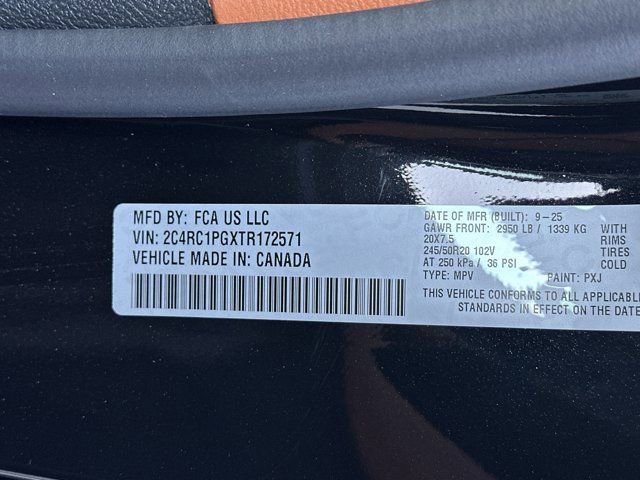 MFD BY: FCA US LLC
VIN: 2C4RC1PGXTR172571
VEHICLE MADE IN: CANADA
DATE OF MFR (BUILT): 9-25
GAWR FRONT: 2950 LB / 1339 KG WITH
20X7.5 RIMS
245/50R20 102V TIRES
AT 250 kPa / 36 PSI COLD
TYPE: MPV PAINT: PXJ
THIS VEHICLE CONFORMS TO ALL APPLICABLE
STANDARDS IN EFFECT ON THE DATE